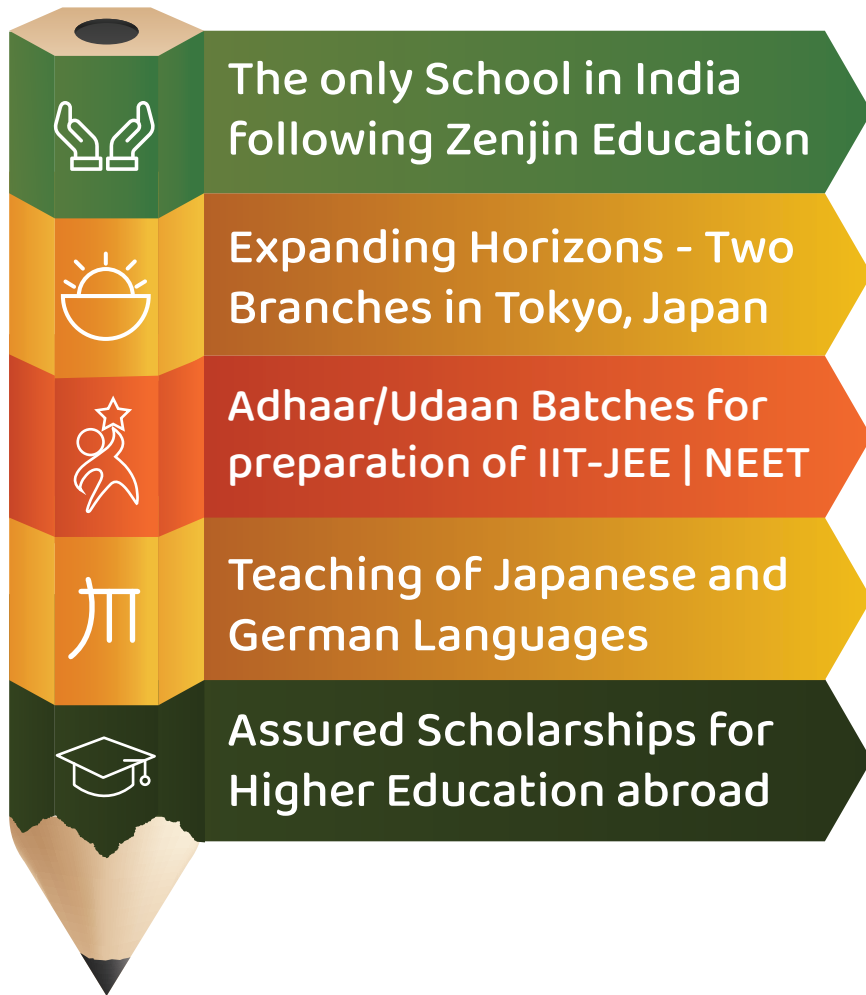 The only School in India
following Zenjin Education
Expanding Horizons - Two
Branches in Tokyo, Japan
Adhaar/Udaan Batches for
preparation of IIT-JEE | NEET
Teaching of Japanese and
German Languages
Assured Scholarships for
Higher Education abroad